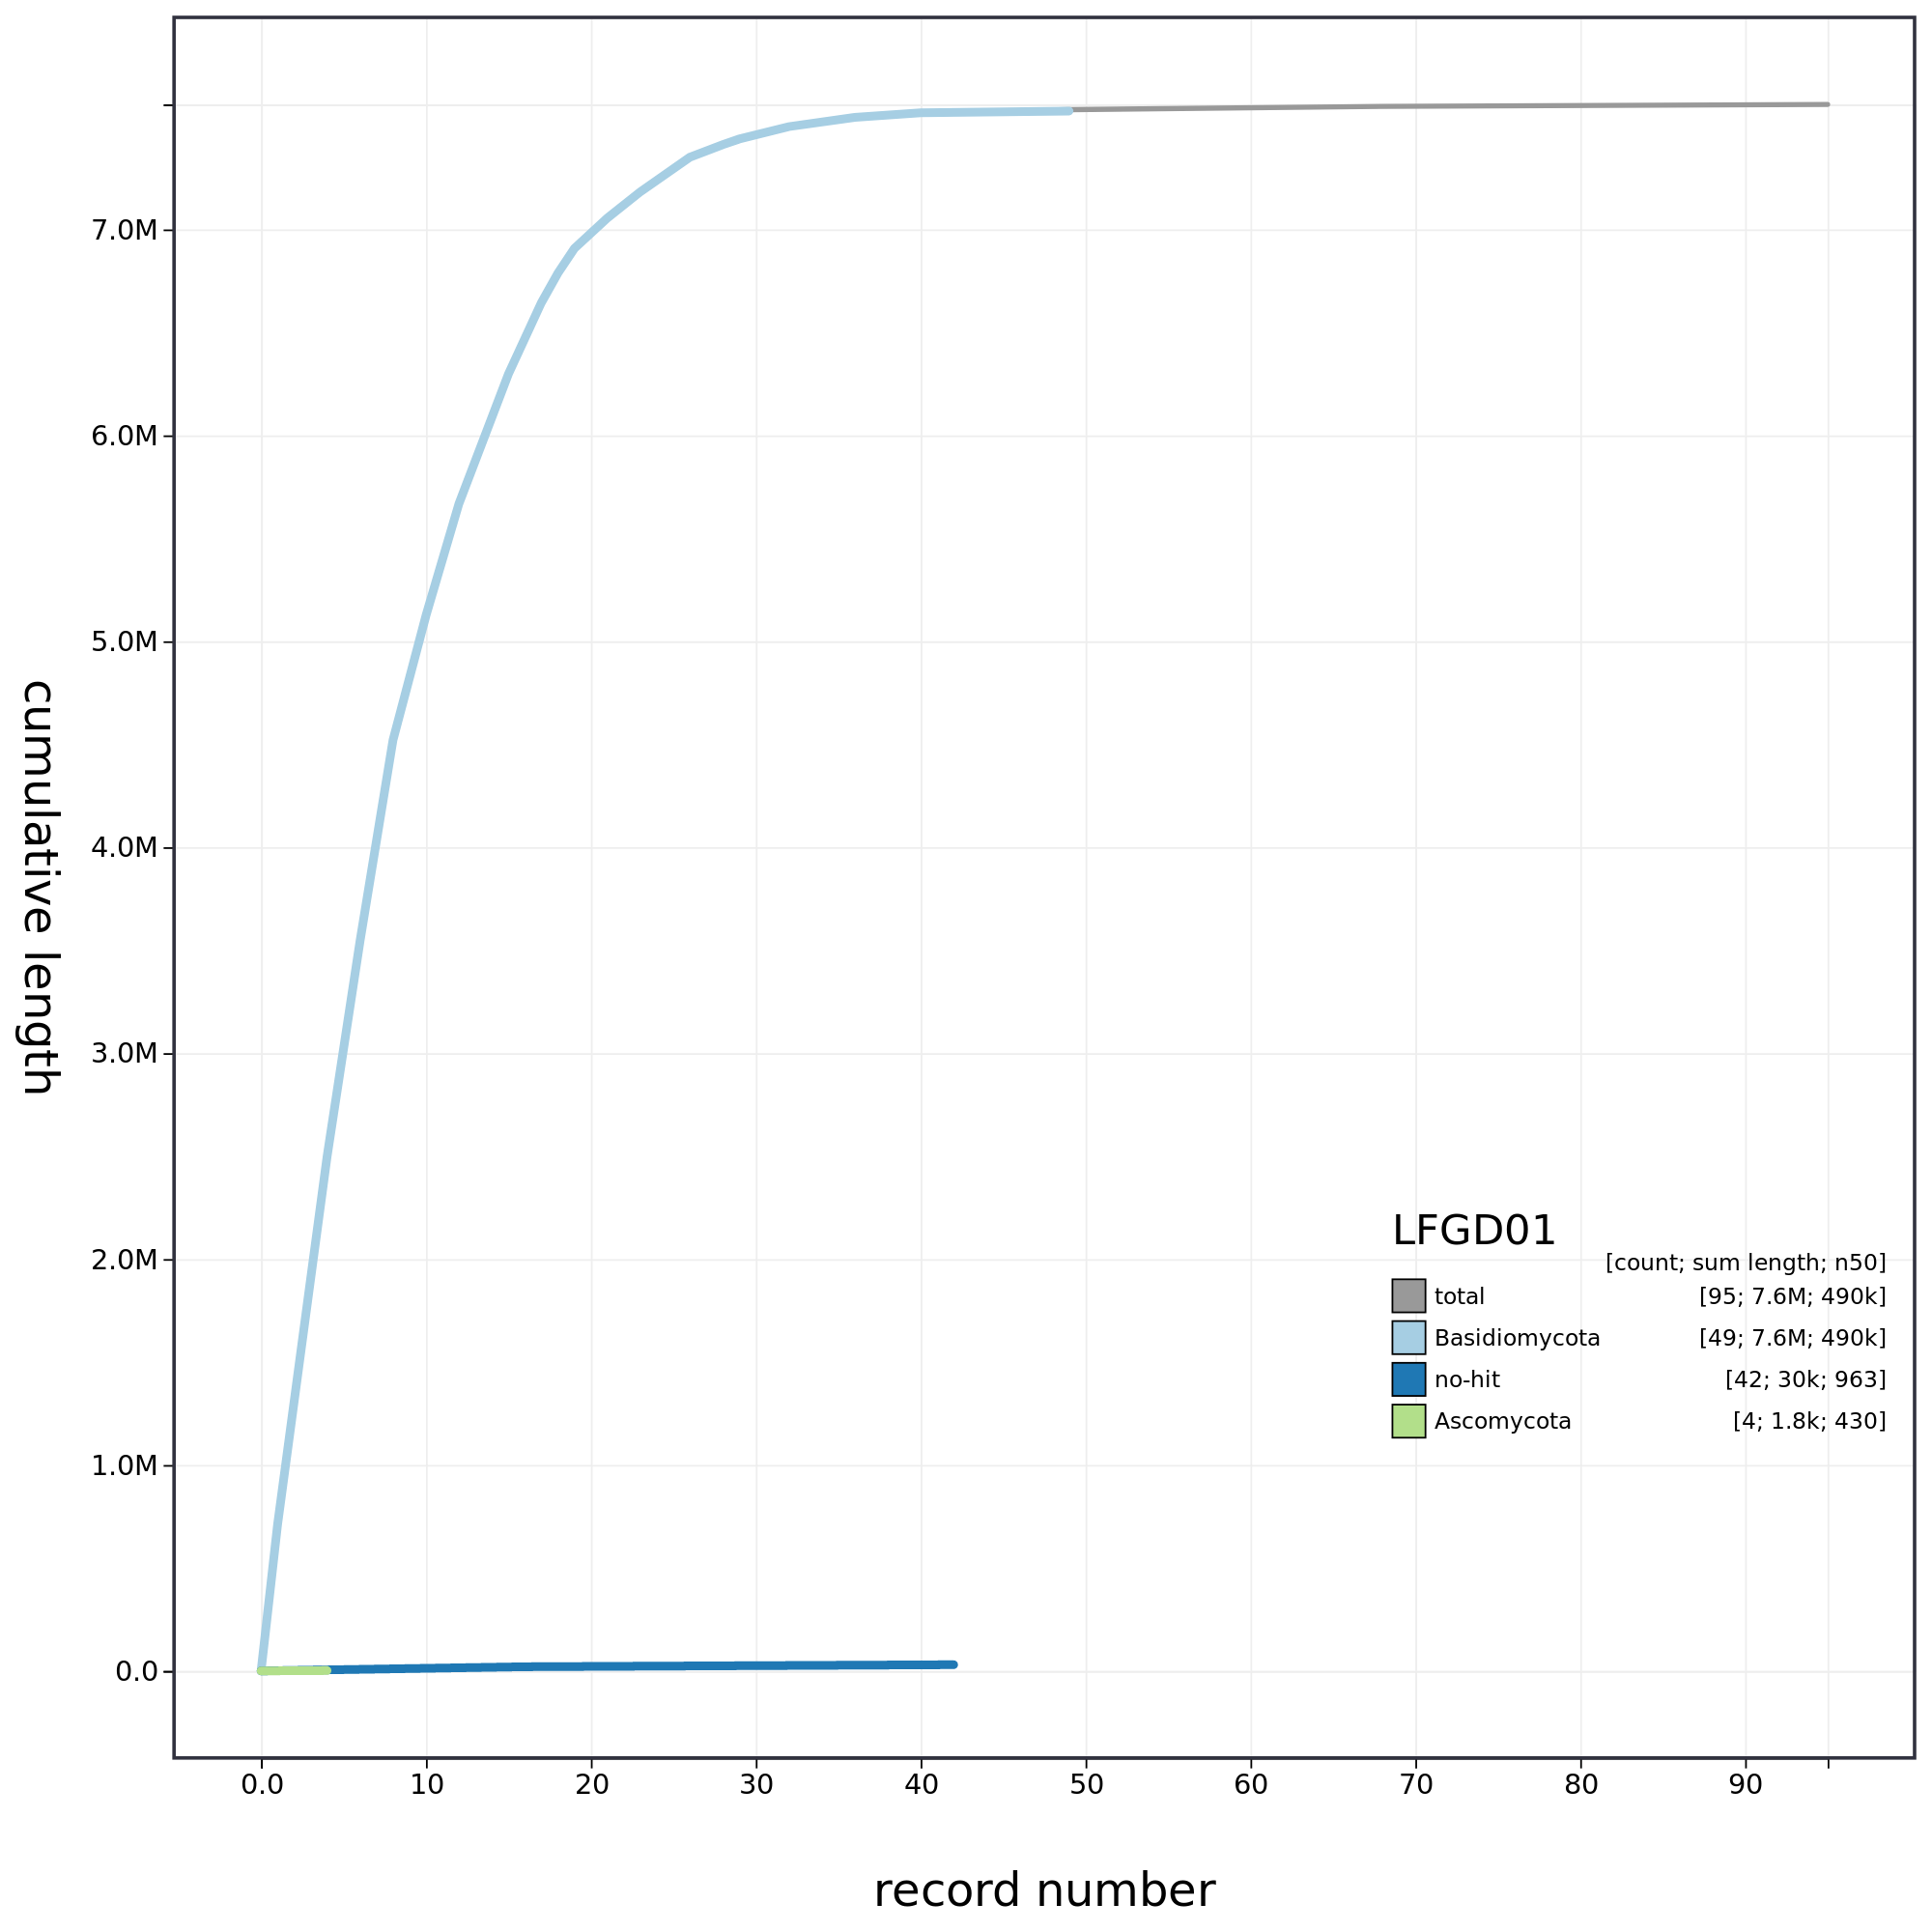 7.0M
6.0M
5.0M
4.0M
3.0M
2.0M
1.0M
0.0
cumulative length
LFGD01
[count; sum length; n50]
total [95; 7.6M; 490k]
Basidiomycota [49; 7.6M; 490k]
no-hit [42; 30k; 963]
Ascomycota [4; 1.8k; 430]
0.0 10 20 30 40 50 60 70 80 90
record number